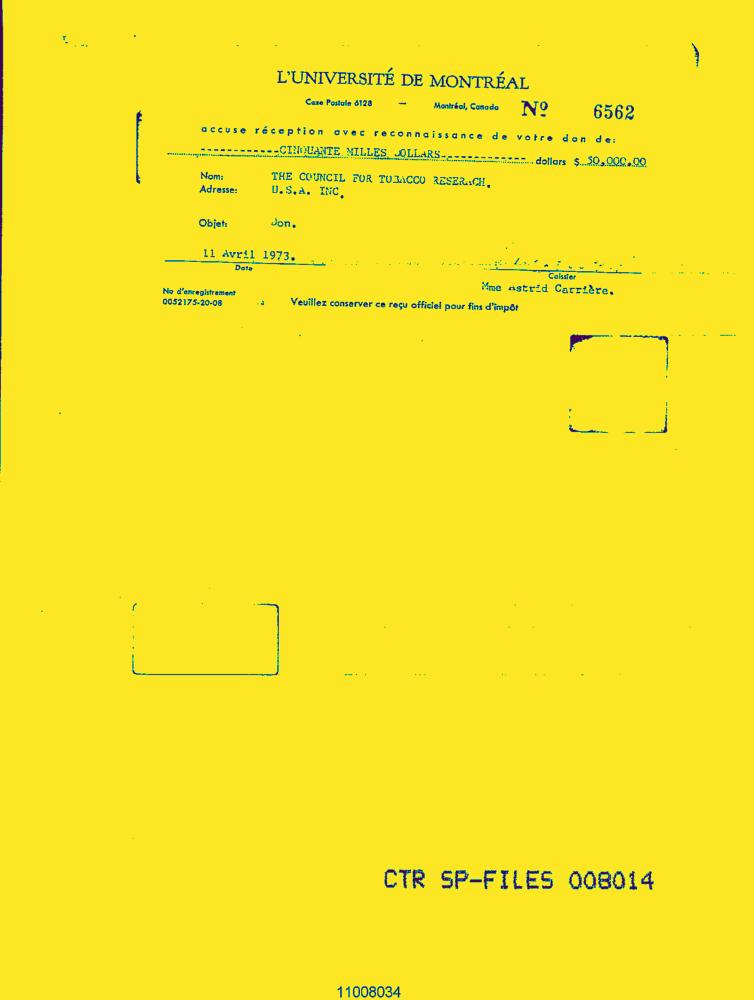 L'UNIVERSITÉ DE MONTRÉAL
Case Postale 6128 — Montréal, Canada Nº 6562
accuse réception avec reconnaissance de votre don de:
-----------CINQUANTE MILLES DOLLARS------------ dollars $ 50,000.00
Nom: THE COUNCIL FOR TOBACCO RESERACH,
Adresse: U.S.A. INC,
Objet: Don.
11 Avril 1973.
Date
Caissier
Mme Astrid Carrière.
No d'enregistrement
0052175-20-08
Veuillez conserver ce reçu officiel pour fins d'impôt
CTR SP-FILES 008014
11008034